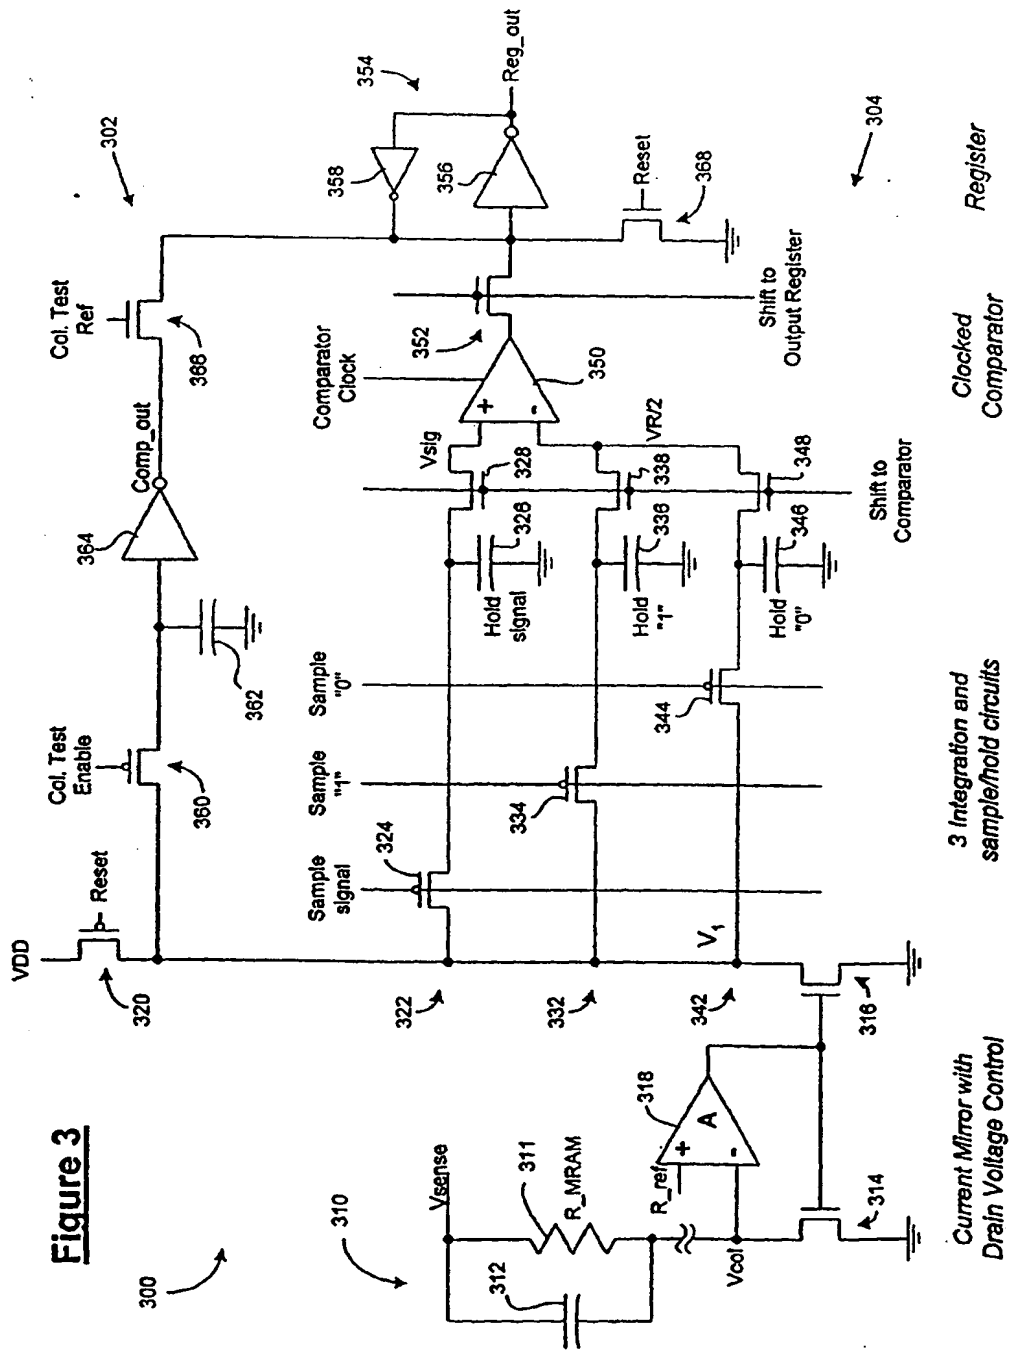 Figure 3
300
302
304
VDD
Reset
320
Col. Test
Enable
360
362
364
Comp_out
Col. Test
Ref
368
354
358
356
Reg_out
Reset
368
Sample
signal
324
Sample
"1"
334
Sample
"0"
344
Hold
signal
326
328
Vsig
Hold
"1"
336
338
VR/2
Hold
"0"
346
348
Shift to
Comparator
Comparator
Clock
+
-
350
352
Shift to
Output Register
322
332
342
V1
316
310
Vsense
311
R_MRAM
312
R_ref
+
-
A
318
Vcol
314
Current Mirror with
Drain Voltage Control
3 Integration and
sample/hold circuits
Clocked
Comparator
Register